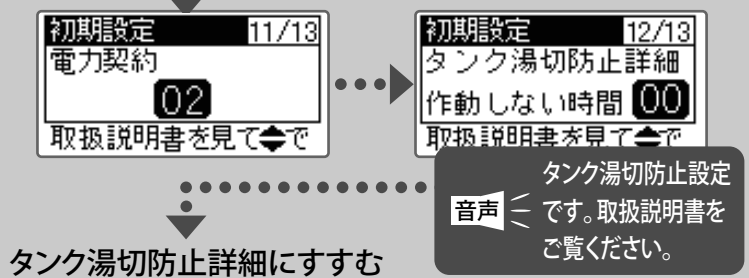 初期設定 11/13
電力契約
02
取扱説明書を見て◆で
初期設定 12/13
タンク湯切防止詳細
作動しない時間 00
取扱説明書を見て◆で
音声
タンク湯切防止設定
です。取扱説明書を
ご覧ください。
タンク湯切防止詳細にすすむ